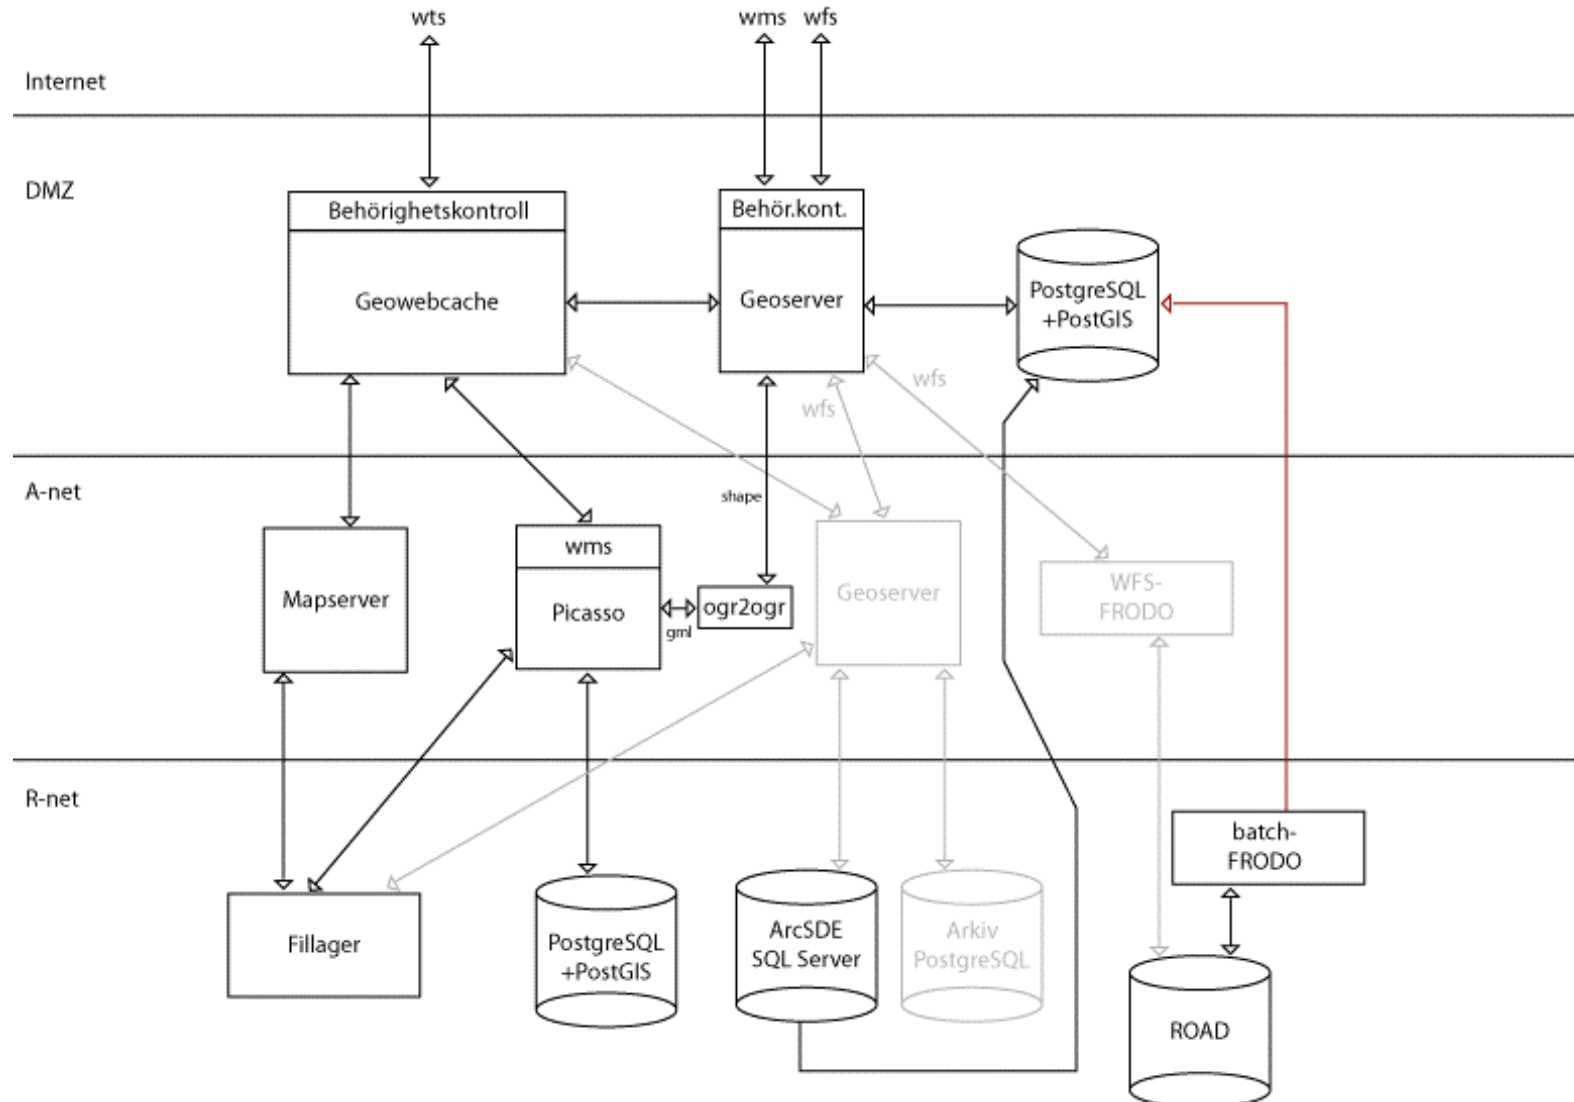 wts
wms wfs
Internet
DMZ
Behörighetskontroll
Behör.kont.
Geowebcache
Geoserver
PostgreSQL
+PostGIS
wfs
wfs
A-net
shape
wms
Mapserver
Picasso
gml
ogr2ogr
Geoserver
WFS-
FRODO
R-net
batch-
FRODO
Fillager
PostgreSQL
+PostGIS
ArcSDE
SQL Server
Arkiv
PostgreSQL
ROAD